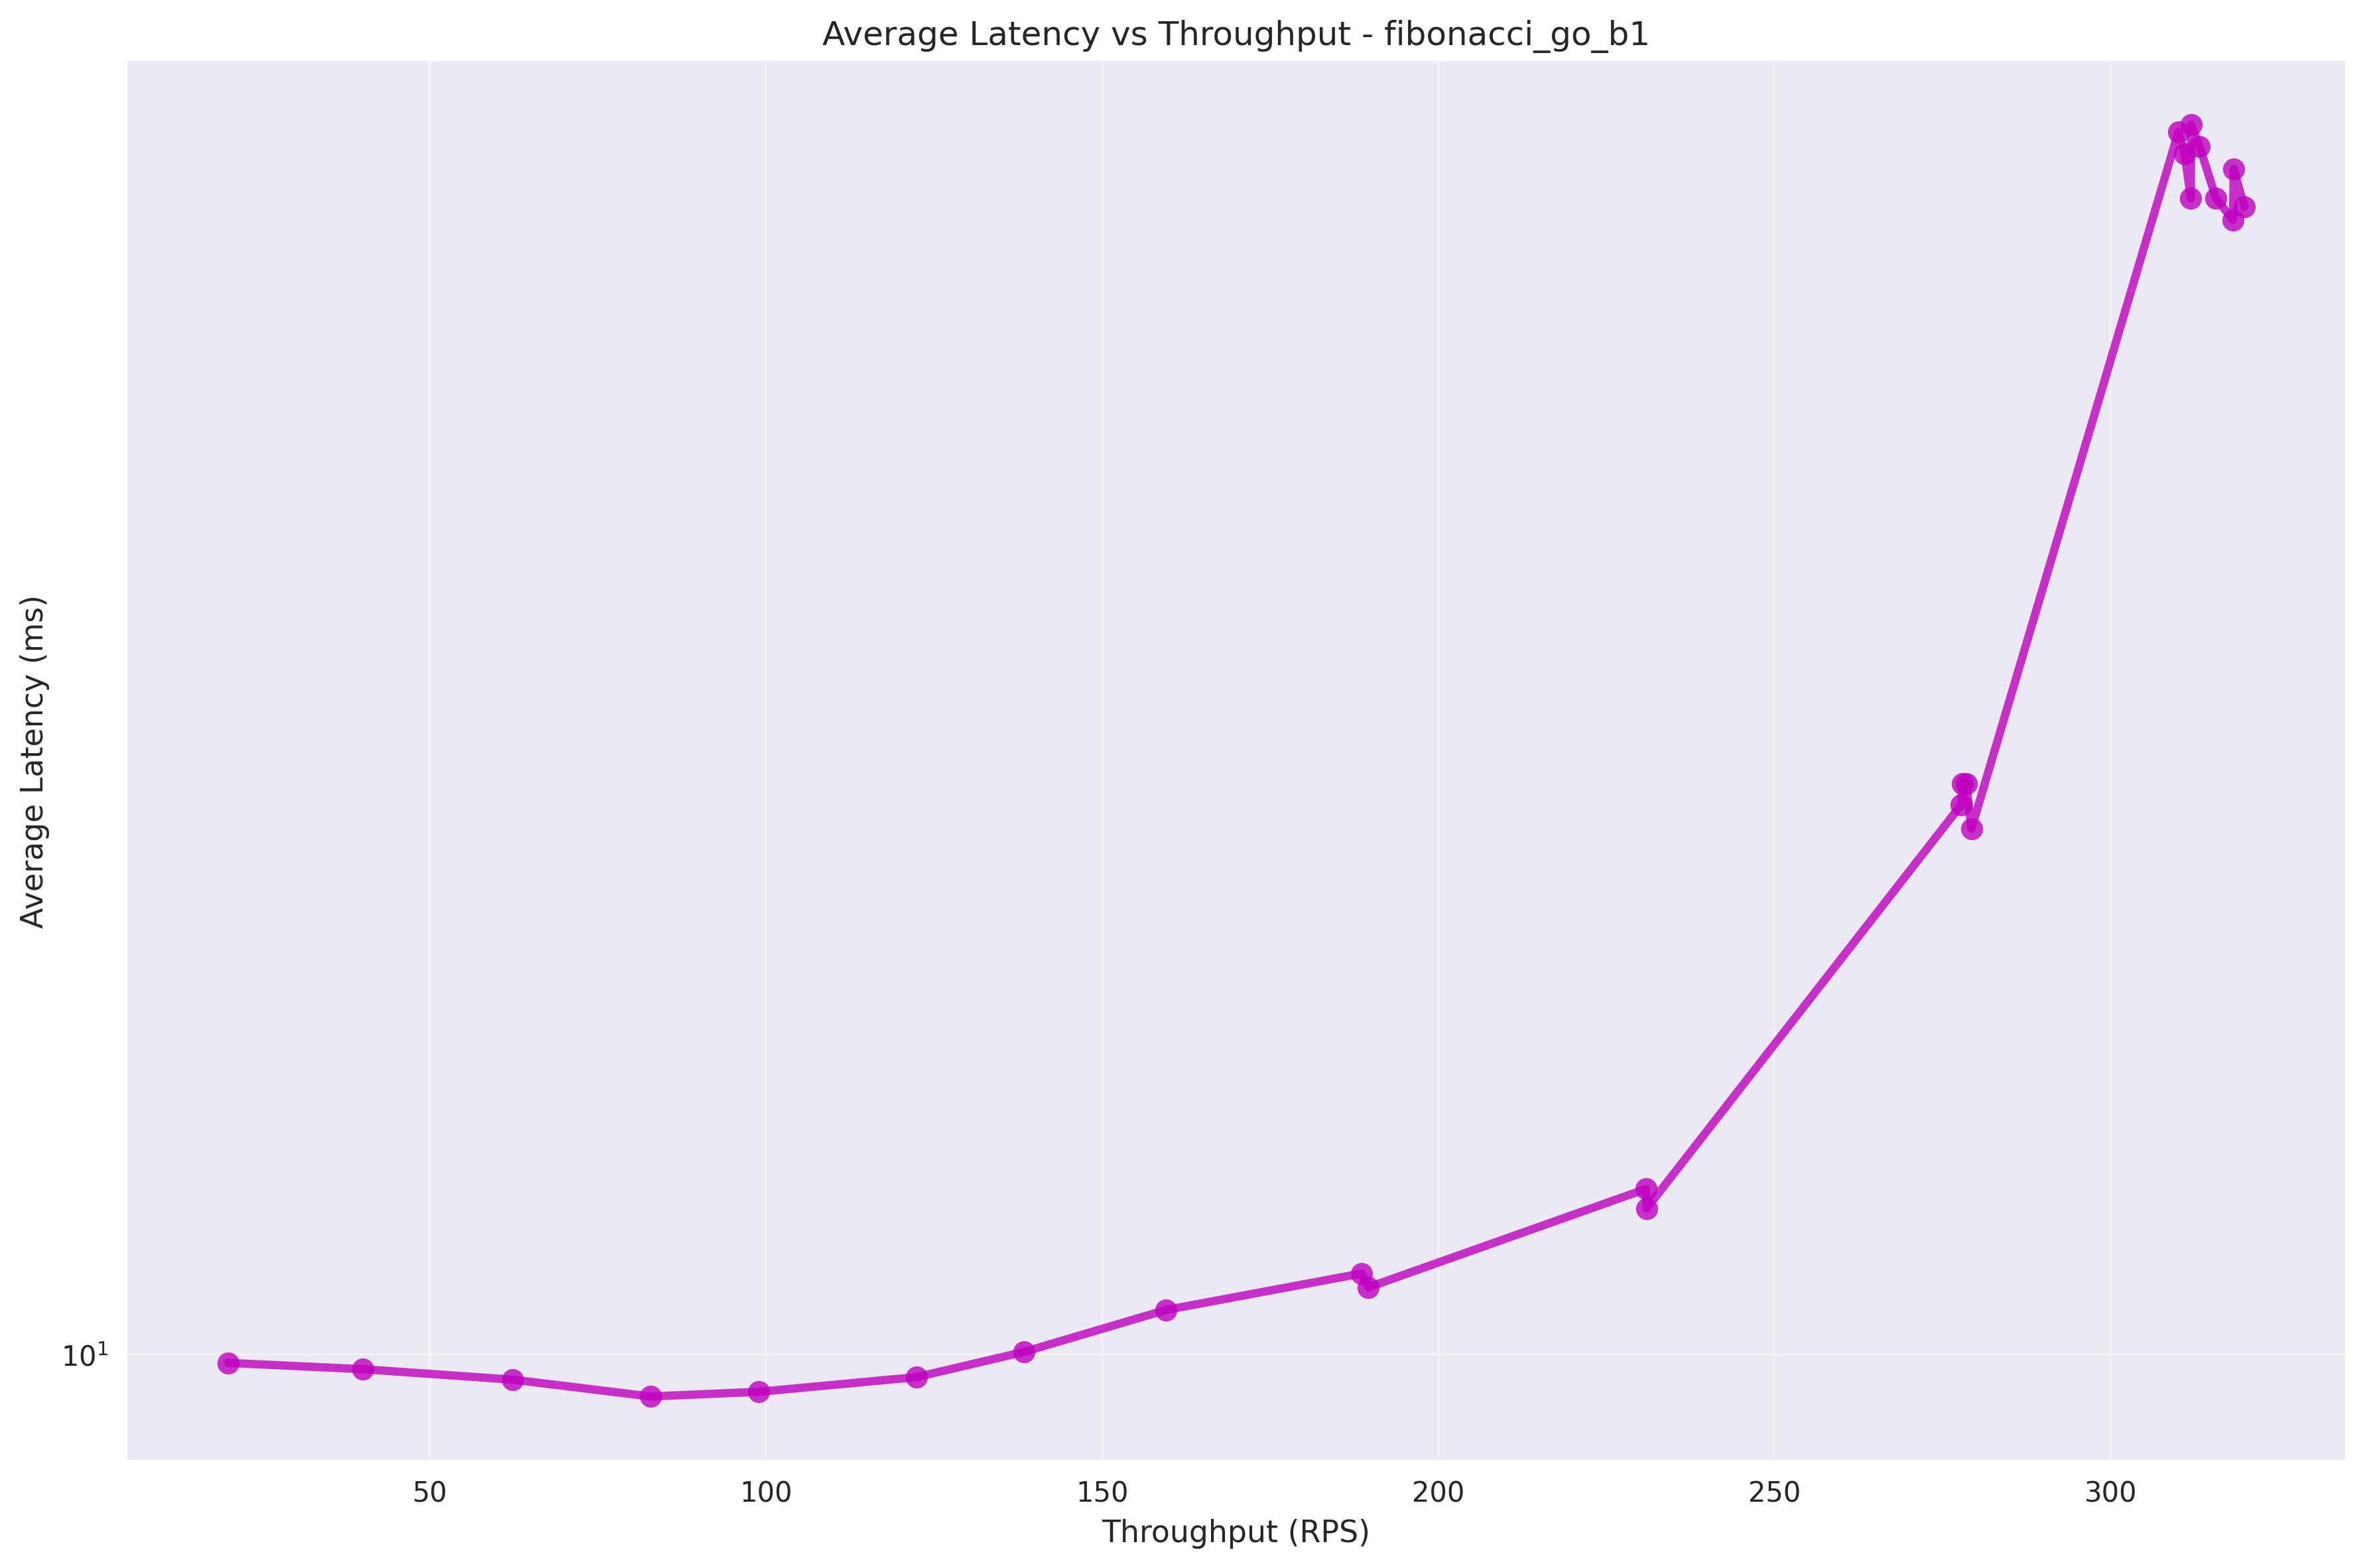 Average Latency vs Throughput - fibonacci_go_b1
Average Latency (ms)
10¹
50 100 150 200 250 300
Throughput (RPS)